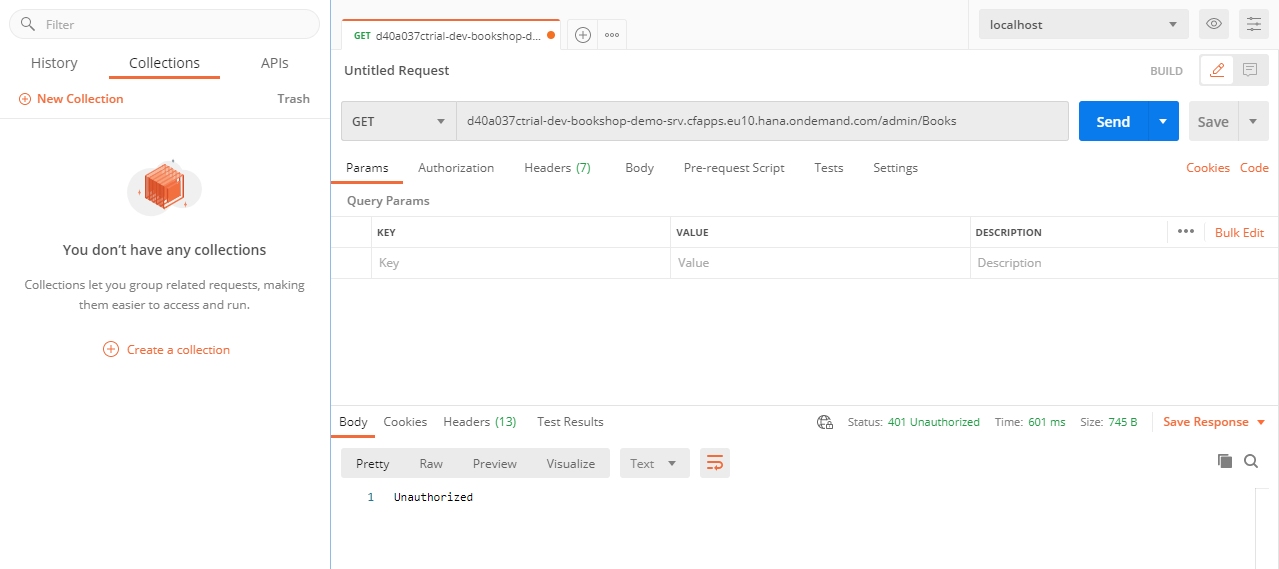 Filter
History Collections APIs
New Collection Trash
You don't have any collections
Collections let you group related requests, making
them easier to access and run.
Create a collection
GET d40a037ctrial-dev-bookshop-d...
localhost
Untitled Request BUILD
GET d40a037ctrial-dev-bookshop-demo-srv.cfapps.eu10.hana.ondemand.com/admin/Books Send Save
Params Authorization Headers (7) Body Pre-request Script Tests Settings Cookies Code
Query Params
KEY VALUE DESCRIPTION Bulk Edit
Key Value Description
Body Cookies Headers (13) Test Results Status: 401 Unauthorized Time: 601 ms Size: 745 B Save Response
Pretty Raw Preview Visualize Text
1 Unauthorized